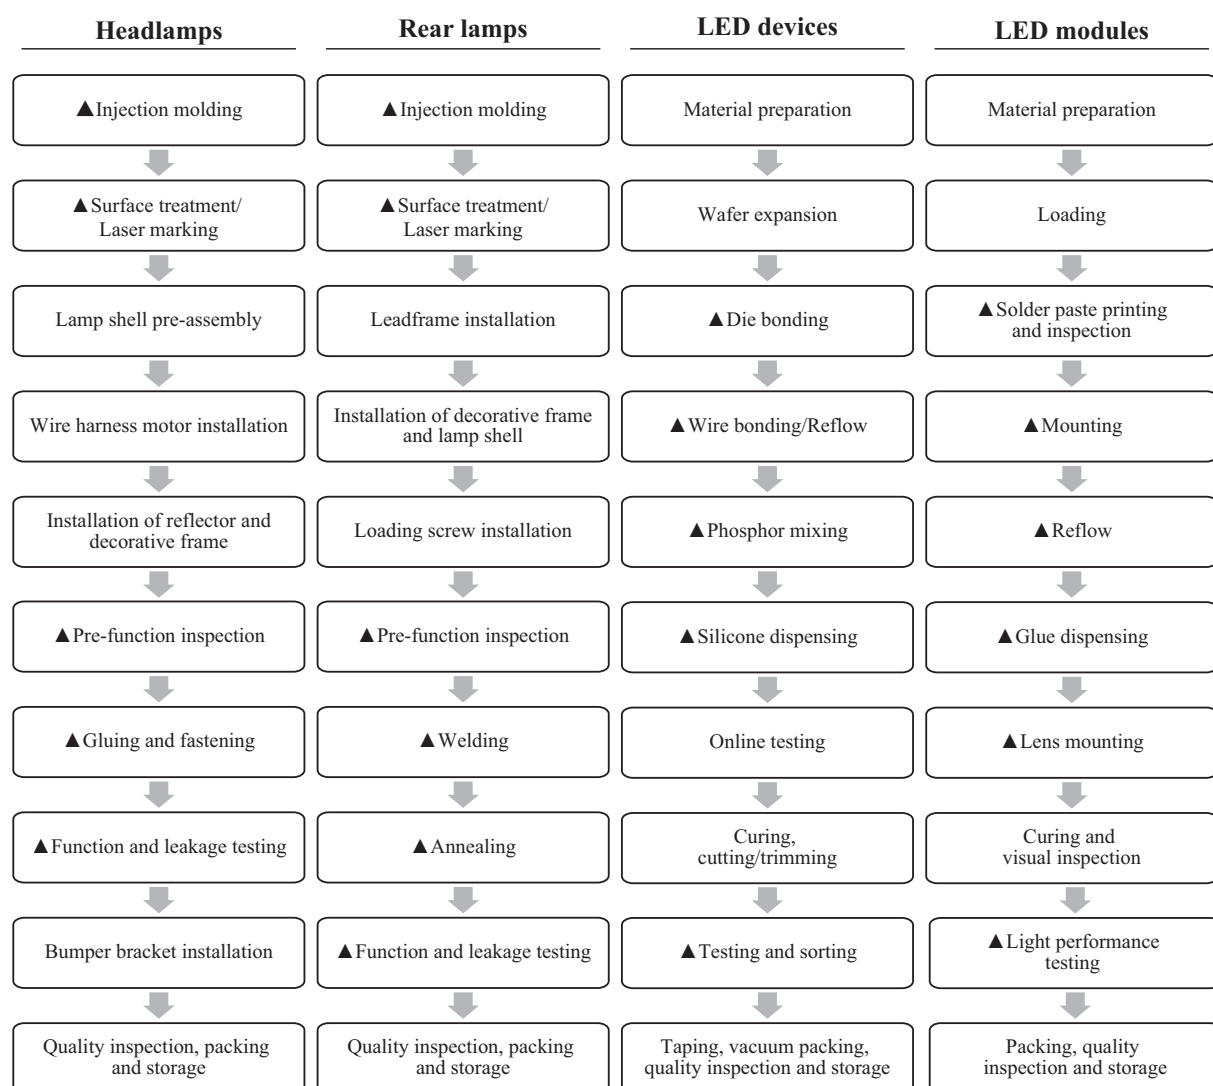 Headlamps
▲Injection molding
▲Surface treatment/
Laser marking
Lamp shell pre-assembly
Wire harness motor installation
Installation of reflector and
decorative frame
▲Pre-function inspection
▲Gluing and fastening
▲Function and leakage testing
Bumper bracket installation
Quality inspection, packing
and storage
Rear lamps
▲Injection molding
▲Surface treatment/
Laser marking
Leadframe installation
Installation of decorative frame
and lamp shell
Loading screw installation
▲Pre-function inspection
▲Welding
▲Annealing
▲Function and leakage testing
Quality inspection, packing
and storage
LED devices
Material preparation
Wafer expansion
▲Die bonding
▲Wire bonding/Reflow
▲Phosphor mixing
▲Silicone dispensing
Online testing
Curing,
cutting/trimming
▲Testing and sorting
Taping, vacuum packing,
quality inspection and storage
LED modules
Material preparation
Loading
▲Solder paste printing
and inspection
▲Mounting
▲Reflow
▲Glue dispensing
▲Lens mounting
Curing and
visual inspection
▲Light performance
testing
Packing, quality
inspection and storage